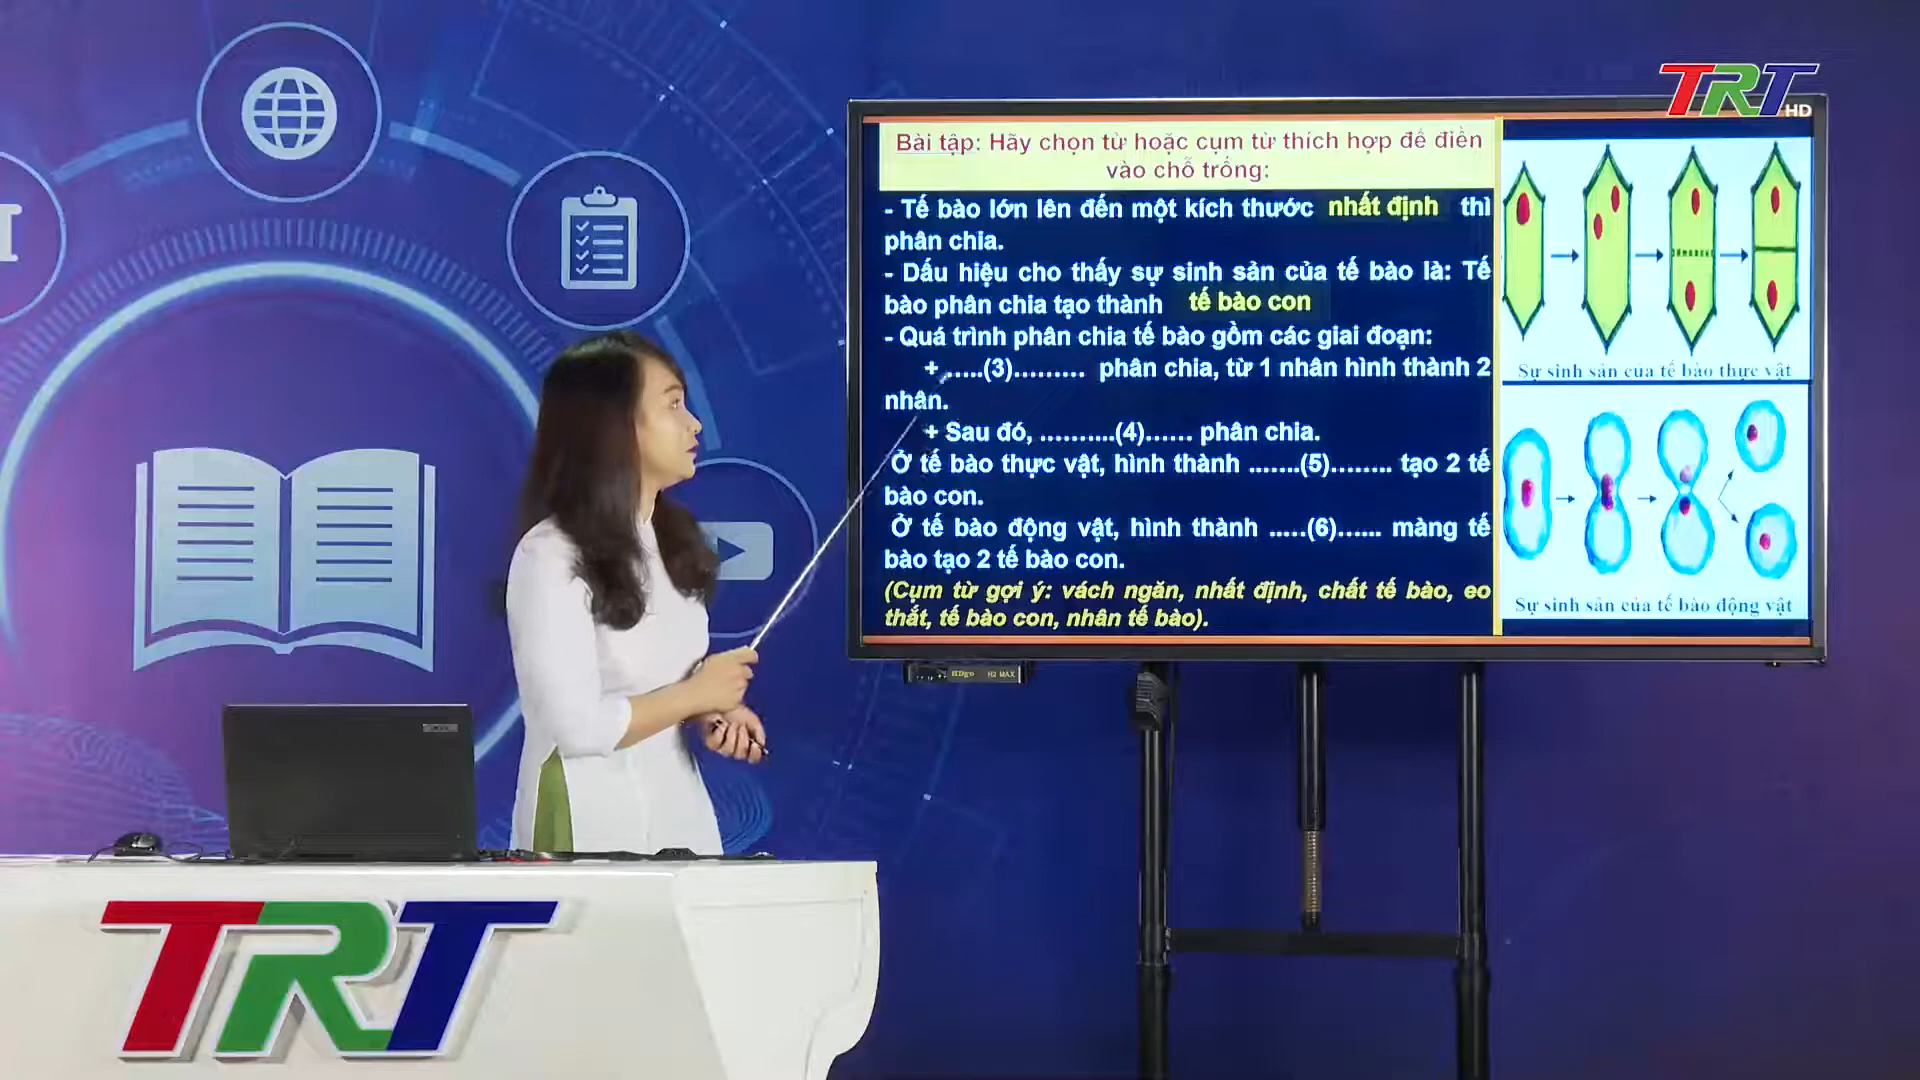 TRT HD
Bài tập: Hãy chọn từ hoặc cụm từ thích hợp để điền
vào chỗ trống:
- Tế bào lớn lên đến một kích thước nhất định thì
phân chia.
- Dấu hiệu cho thấy sự sinh sản của tế bào là: Tế
bào phân chia tạo thành tế bào con
- Quá trình phân chia tế bào gồm các giai đoạn:
+ .....(3)......... phân chia, từ 1 nhân hình thành 2
nhân.
+ Sau đó, ..........(4)...... phân chia.
Ở tế bào thực vật, hình thành .......(5)........ tạo 2 tế
bào con.
Ở tế bào động vật, hình thành .....(6)...... màng tế
bào tạo 2 tế bào con.
(Cụm từ gợi ý: vách ngăn, nhất định, chất tế bào, eo
thắt, tế bào con, nhân tế bào).
Sự sinh sản của tế bào thực vật
Sự sinh sản của tế bào động vật
HDgo H2 MAX
TRT